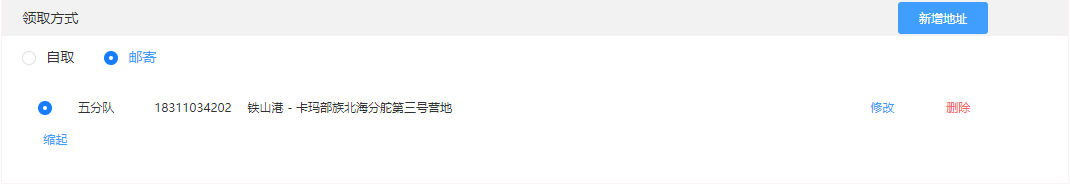 领取方式 新增地址
自取 邮寄
五分队 18311034202 铁山港 - 卡玛部族北海分舵第三号营地 修改 删除
缩起